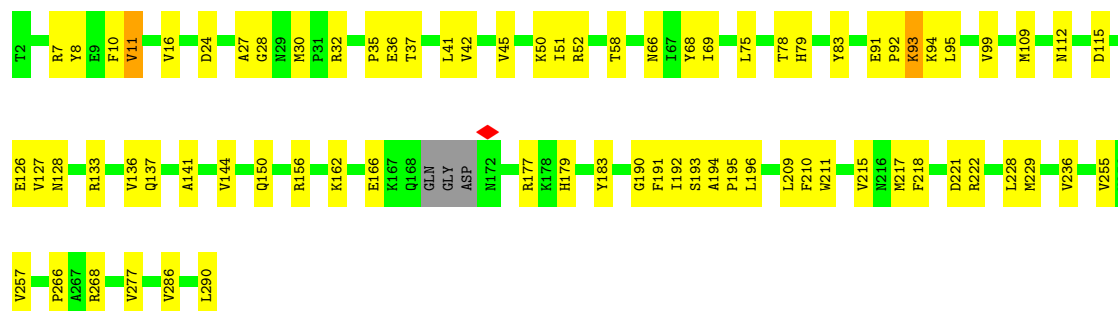 T2 R7 Y8 E9 F10 V11 V16 D24 A27 G28 N29 M30 P31 R32 P35 E36 T37 L41 V42 V45 K50 I51 R52 T58 N66 I67 Y68 I69 L75 T78 H79 Y83 E91 P92 K93 K94 L95 V99 M109 N112 D115
E126 V127 N128 R133 V136 Q137 A141 V144 Q150 R156 K162 E166 K167 Q168 GLN GLY ASP N172 R177 K178 H179 Y183 G190 F191 I192 S193 A194 P195 L196 L209 F210 W211 V215 N216 M217 F218 D221 R222 L228 M229 V236 V255
V257 P266 A267 R268 V277 V286 L290